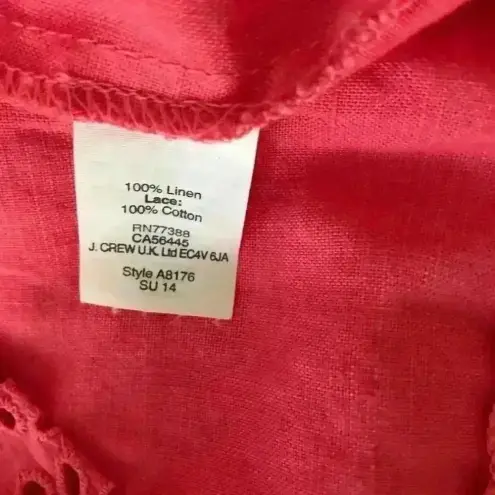 100% Linen
Lace:
100% Cotton
RN77388
CA56445
J. CREW U.K. Ltd EC4V 6JA
Style A8176
SU 14